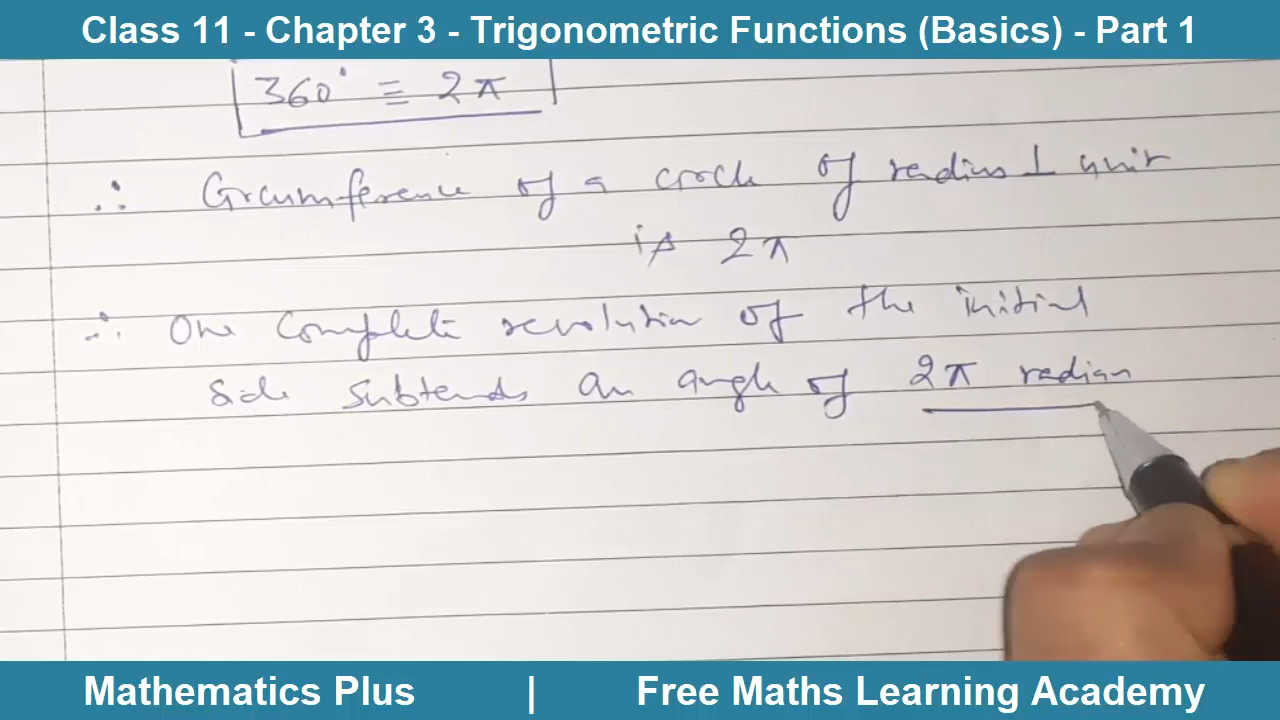 Class 11 - Chapter 3 - Trigonometric Functions (Basics) - Part 1
360° ≡ 2π
∴ Circumference of a circle of radius 1 unit
is 2π
∴ One complete revolution of the initial
side subtends an angle of 2π radian
Mathematics Plus | Free Maths Learning Academy